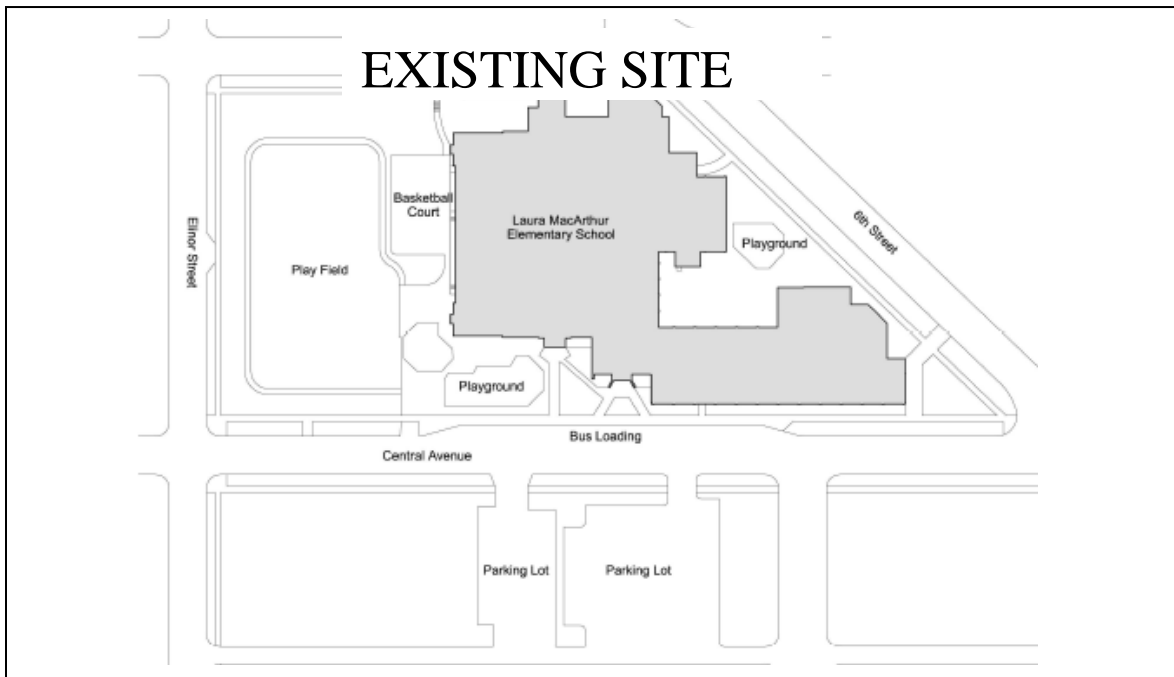 EXISTING SITE
Basketball
Court
Laura MacArthur
Elementary School
6th Street
Elinor Street
Playground
Play Field
Playground
Bus Loading
Central Avenue
Parking Lot
Parking Lot